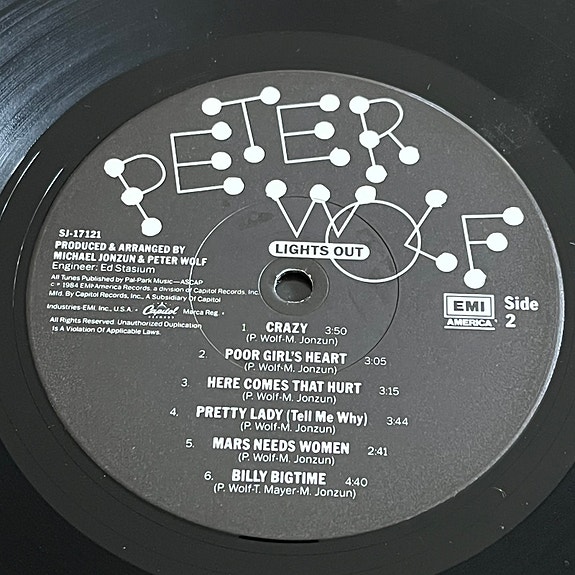 PETER
WOLF
LIGHTS OUT
SJ-17121
PRODUCED & ARRANGED BY
MICHAEL JONZUN & PETER WOLF
Engineer: Ed Stasium
All Tunes Published by Pal-Park Music—ASCAP
1984 EMI America Records, a division of Capitol Records, Inc.
Mfd. By Capitol Records, Inc., A Subsidiary Of Capitol
Industries-EMI, Inc., U.S.A. • Capitol RECORDS Marca Reg. •
All Rights Reserved. Unauthorized Duplication
Is A Violation Of Applicable Laws.
EMI
AMERICA
Side
2
1. CRAZY 3:50
(P. Wolf-M. Jonzun)
2. POOR GIRL'S HEART 3:05
(P. Wolf-M. Jonzun)
3. HERE COMES THAT HURT 3:15
(P. Wolf-M. Jonzun)
4. PRETTY LADY (Tell Me Why) 3:44
(P. Wolf-M. Jonzun)
5. MARS NEEDS WOMEN 2:41
(P. Wolf-M. Jonzun)
6. BILLY BIGTIME 4:40
(P. Wolf-T. Mayer-M. Jonzun)